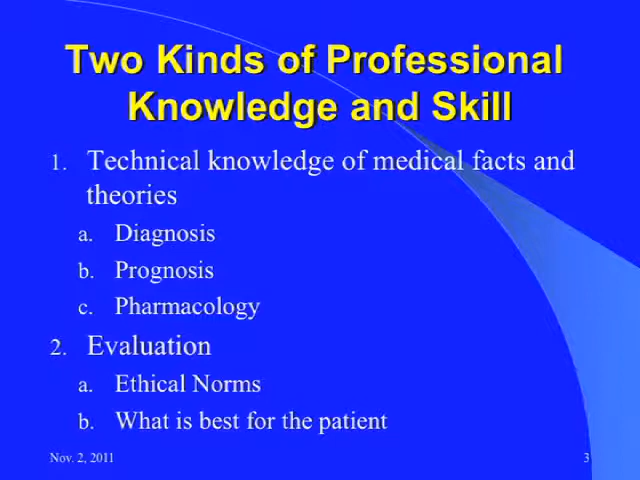 Two Kinds of Professional
Knowledge and Skill
1. Technical knowledge of medical facts and
theories
a. Diagnosis
b. Prognosis
c. Pharmacology
2. Evaluation
a. Ethical Norms
b. What is best for the patient
Nov. 2, 2011 3